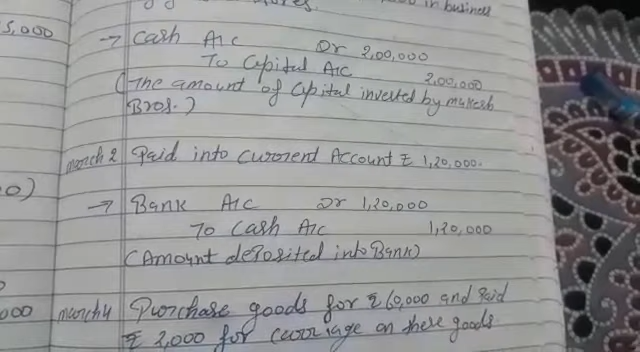 in business
5,000
→ Cash A/C Dr 2,00,000
To Capital A/C 2,00,000
(The amount of Capital invested by mukesh
Bros.)
march 2 Paid into current Account ₹ 1,20,000.
→ Bank A/C Dr 1,20,000
To Cash A/C 1,20,000
(Amount deposited into Bank)
000 march 4 Purchase goods for ₹ 60,000 and Paid
₹ 2,000 for carriage on these goods